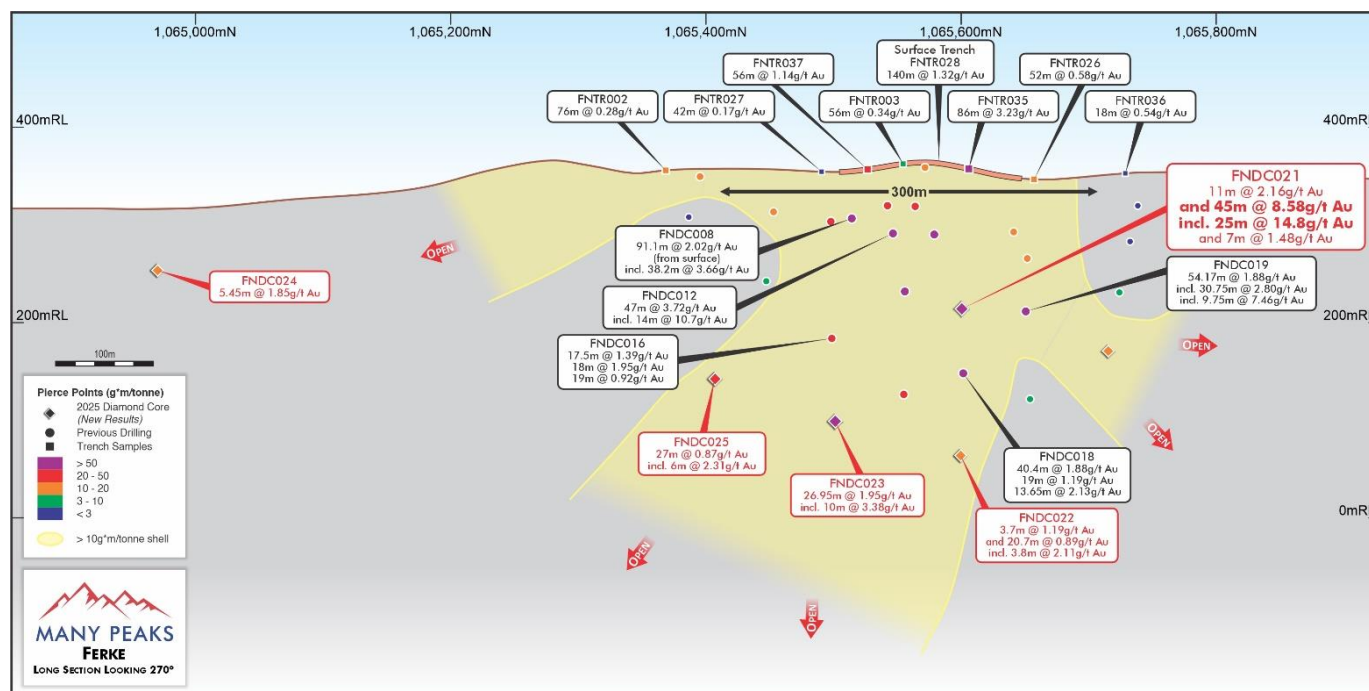 1,065,000mN
1,065,200mN
1,065,400mN
1,065,600mN
1,065,800mN
Surface Trench
FNTR028
140m @ 1.32g/t Au
FNTR037
56m @ 1.14g/t Au
FNTR026
52m @ 0.58g/t Au
FNTR002
76m @ 0.28g/t Au
FNTR027
42m @ 0.17g/t Au
FNTR003
56m @ 0.34g/t Au
FNTR035
86m @ 3.23g/t Au
FNTR036
18m @ 0.54g/t Au
400mRL
400mRL
300m
FNDC021
11m @ 2.16g/t Au
and 45m @ 8.58g/t Au
incl. 25m @ 14.8g/t Au
and 7m @ 1.48g/t Au
OPEN
FNDC008
91.1m @ 2.02g/t Au
(from surface)
incl. 38.2m @ 3.66g/t Au
FNDC024
5.45m @ 1.85g/t Au
FNDC019
54.17m @ 1.88g/t Au
incl. 30.75m @ 2.80g/t Au
incl. 9.75m @ 7.46g/t Au
FNDC012
47m @ 3.72g/t Au
incl. 14m @ 10.7g/t Au
200mRL
200mRL
FNDC016
17.5m @ 1.39g/t Au
18m @ 1.95g/t Au
19m @ 0.92g/t Au
OPEN
100m
Pierce Points (g*m/tonne)
2025 Diamond Core
(New Results)
Previous Drilling
Trench Samples
> 50
20 - 50
10 - 20
3 - 10
< 3
> 10g*m/tonne shell
FNDC025
27m @ 0.87g/t Au
incl. 6m @ 2.31g/t Au
OPEN
FNDC018
40.4m @ 1.88g/t Au
19m @ 1.19g/t Au
13.65m @ 2.13g/t Au
FNDC023
26.95m @ 1.95g/t Au
incl. 10m @ 3.38g/t Au
0mR
FNDC022
3.7m @ 1.19g/t Au
and 20.7m @ 0.89g/t Au
incl. 3.8m @ 2.11g/t Au
OPEN
OPEN
MANY PEAKS
FERKE
LONG SECTION LOOKING 270°